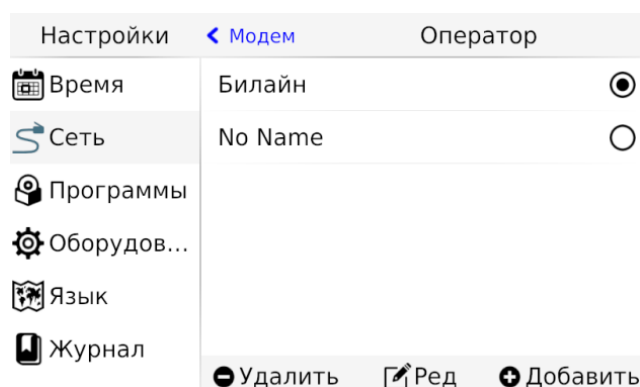 Настройки
Модем
Оператор
Время
Сеть
Программы
Оборудов...
Язык
Журнал
Билайн
No Name
Удалить
Ред
Добавить